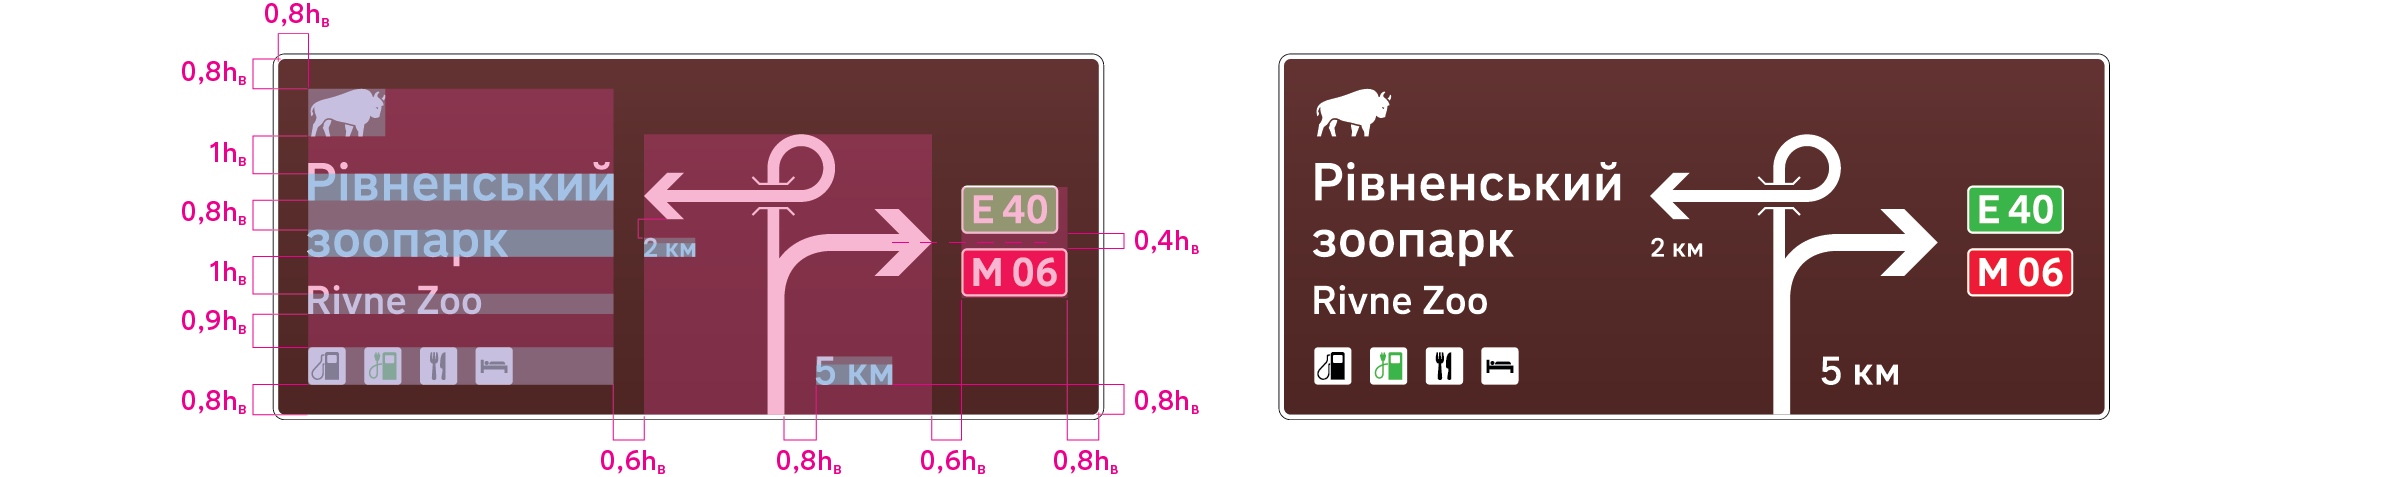 0,8hв
0,8hв
1hв
0,8hв
1hв
0,9hв
0,8hв
Рівненський
зоопарк
Rivne Zoo
2 км
5 км
E 40
M 06
0,4hв
0,8hв
0,6hв
0,8hв
0,6hв
0,8hв
Рівненський
зоопарк
Rivne Zoo
2 км
5 км
E 40
M 06